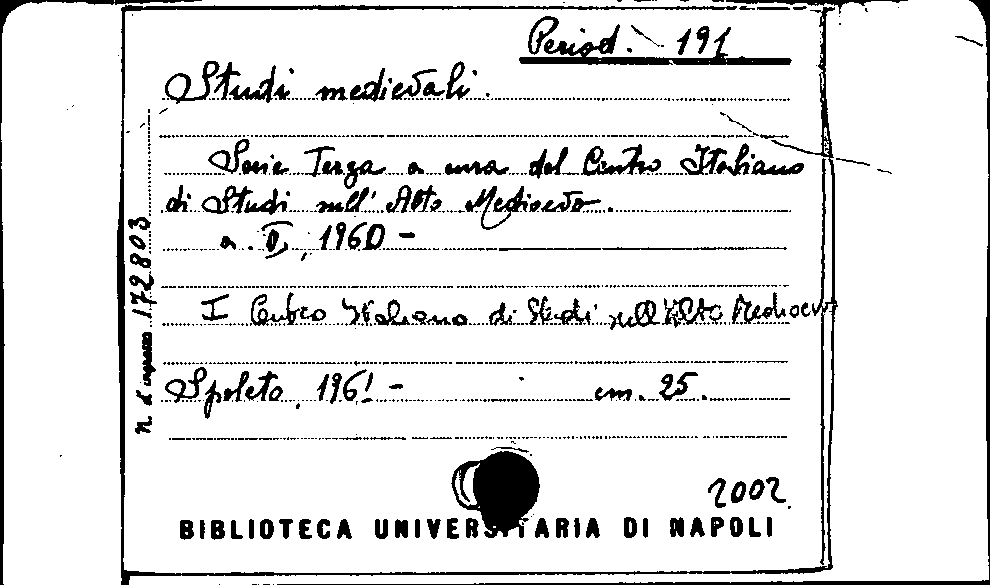 Period. 191
Studi medievali.
Serie Terza a cura del Centro Italiano
di Studi sull' Alto Medioevo.
a. II, 1960 -
I Centro Italiano di Studi sull'Alto Medioevo
Spoleto, 1961 - cm. 25.
n. d'ingresso 172803
2002
BIBLIOTECA UNIVERSITARIA DI NAPOLI